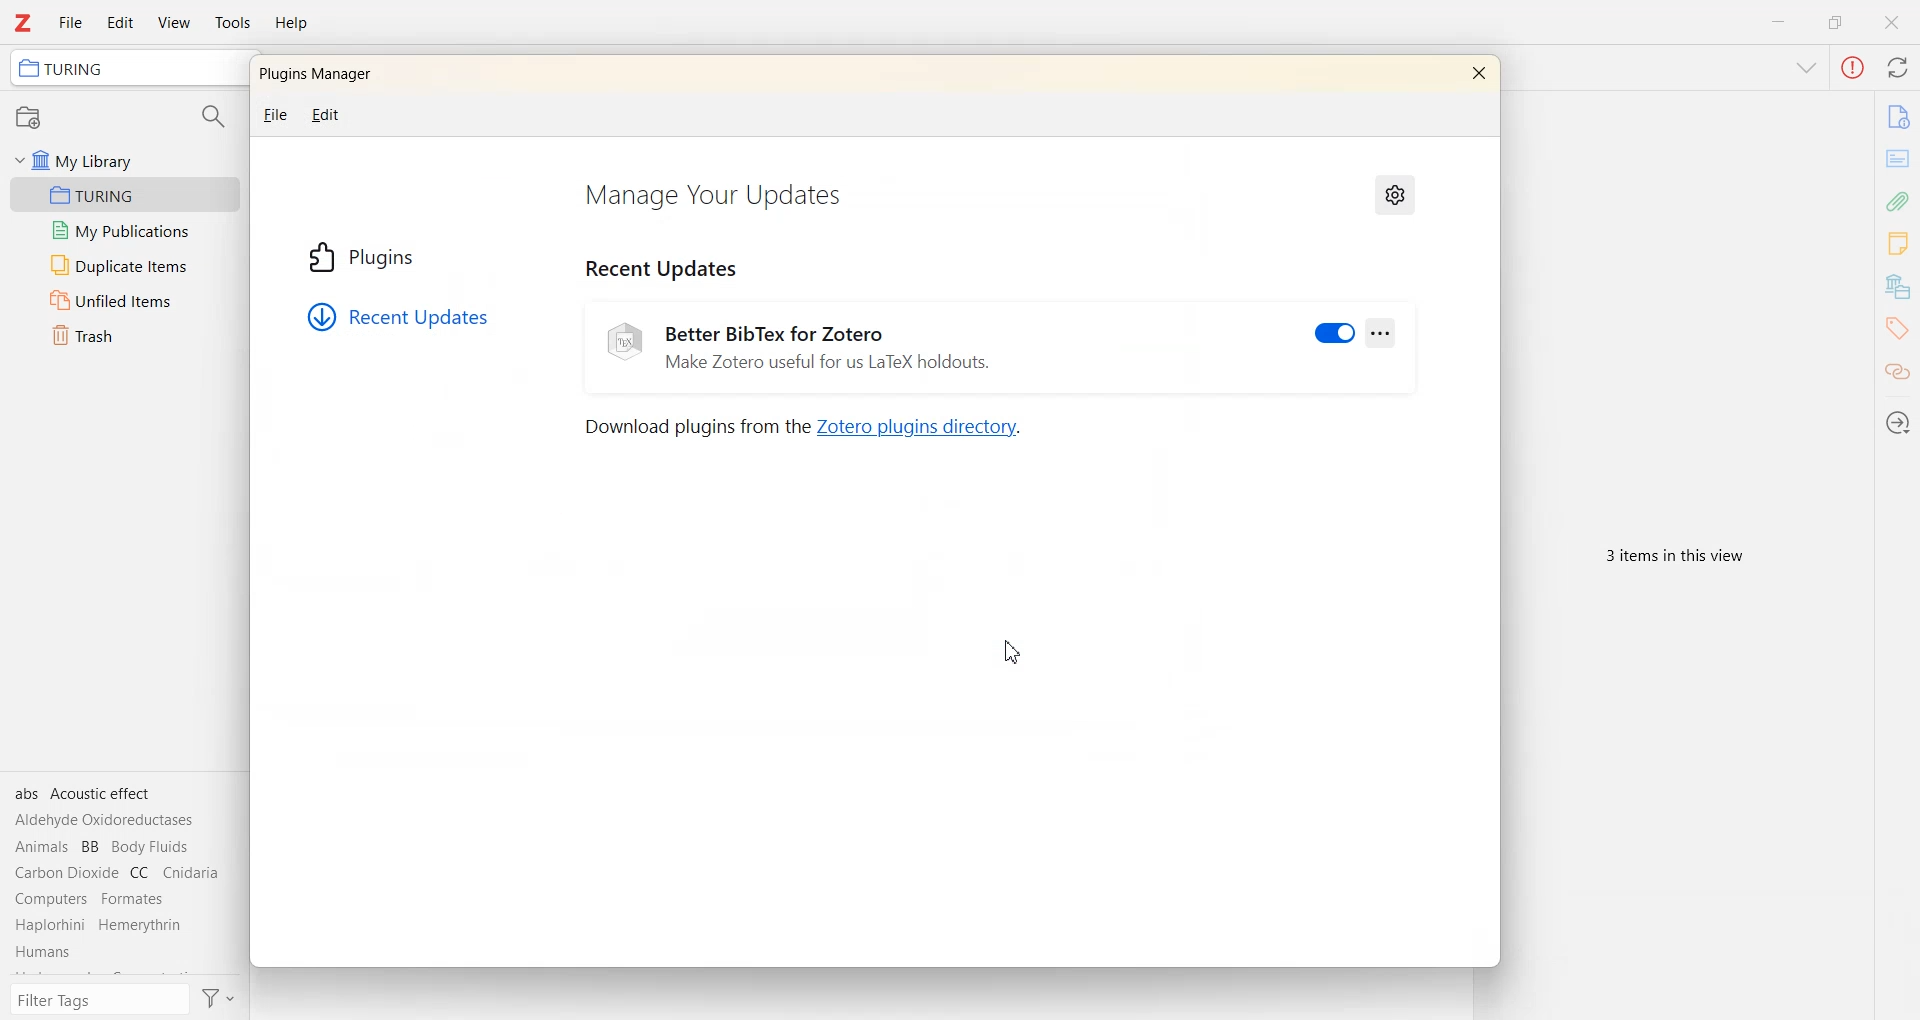 Z File Edit View Tools Help
TURING
Plugins Manager
File Edit
My Library
TURING
My Publications
Duplicate Items
Unfiled Items
Trash
Manage Your Updates
Plugins
Recent Updates
Recent Updates
TEX
Better BibTex for Zotero
Make Zotero useful for us LaTeX holdouts.
Download plugins from the Zotero plugins directory.
3 items in this view
abs Acoustic effect
Aldehyde Oxidoreductases
Animals BB Body Fluids
Carbon Dioxide CC Cnidaria
Computers Formates
Haplorhini Hemerythrin
Humans
Filter Tags